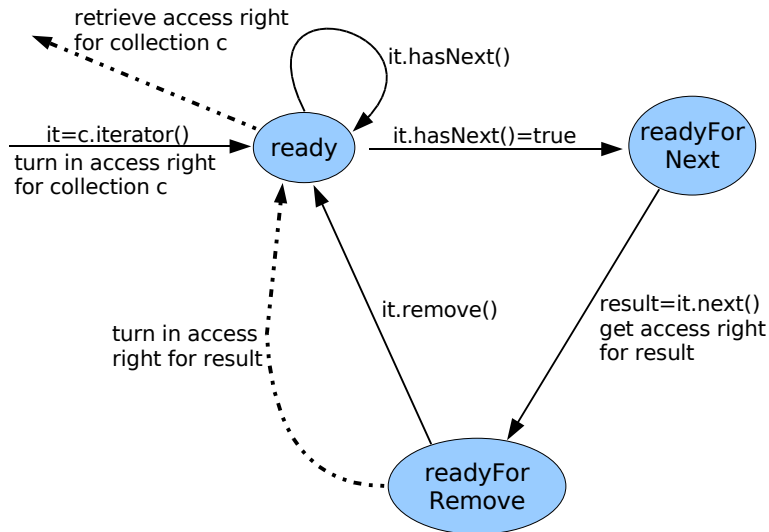 retrieve access right
for collection c
it.hasNext()
it=c.iterator()
turn in access right
for collection c
ready
it.hasNext()=true
readyFor
Next
it.remove()
result=it.next()
get access right
for result
turn in access
right for result
readyFor
Remove